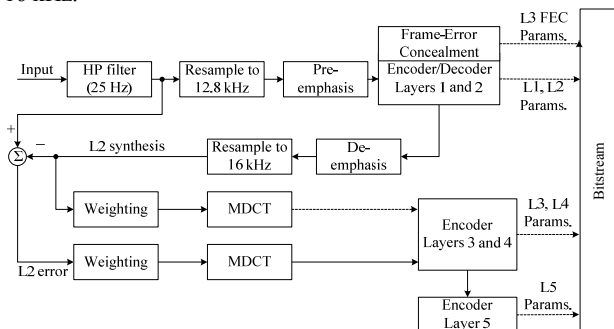 10 kHz.
L3 FEC
Params.
Frame-Error
Concealment
Input
HP filter
(25 Hz)
Resample to
12.8 kHz
Pre-
emphasis
Encoder/Decoder
Layers 1 and 2
L1, L2
Params.
+
−
Σ
L2 synthesis
Resample to
16 kHz
De-
emphasis
Bitstream
Weighting
MDCT
Encoder
Layers 3 and 4
L3, L4
Params.
L2 error
Weighting
MDCT
L5
Params.
Encoder
Layer 5